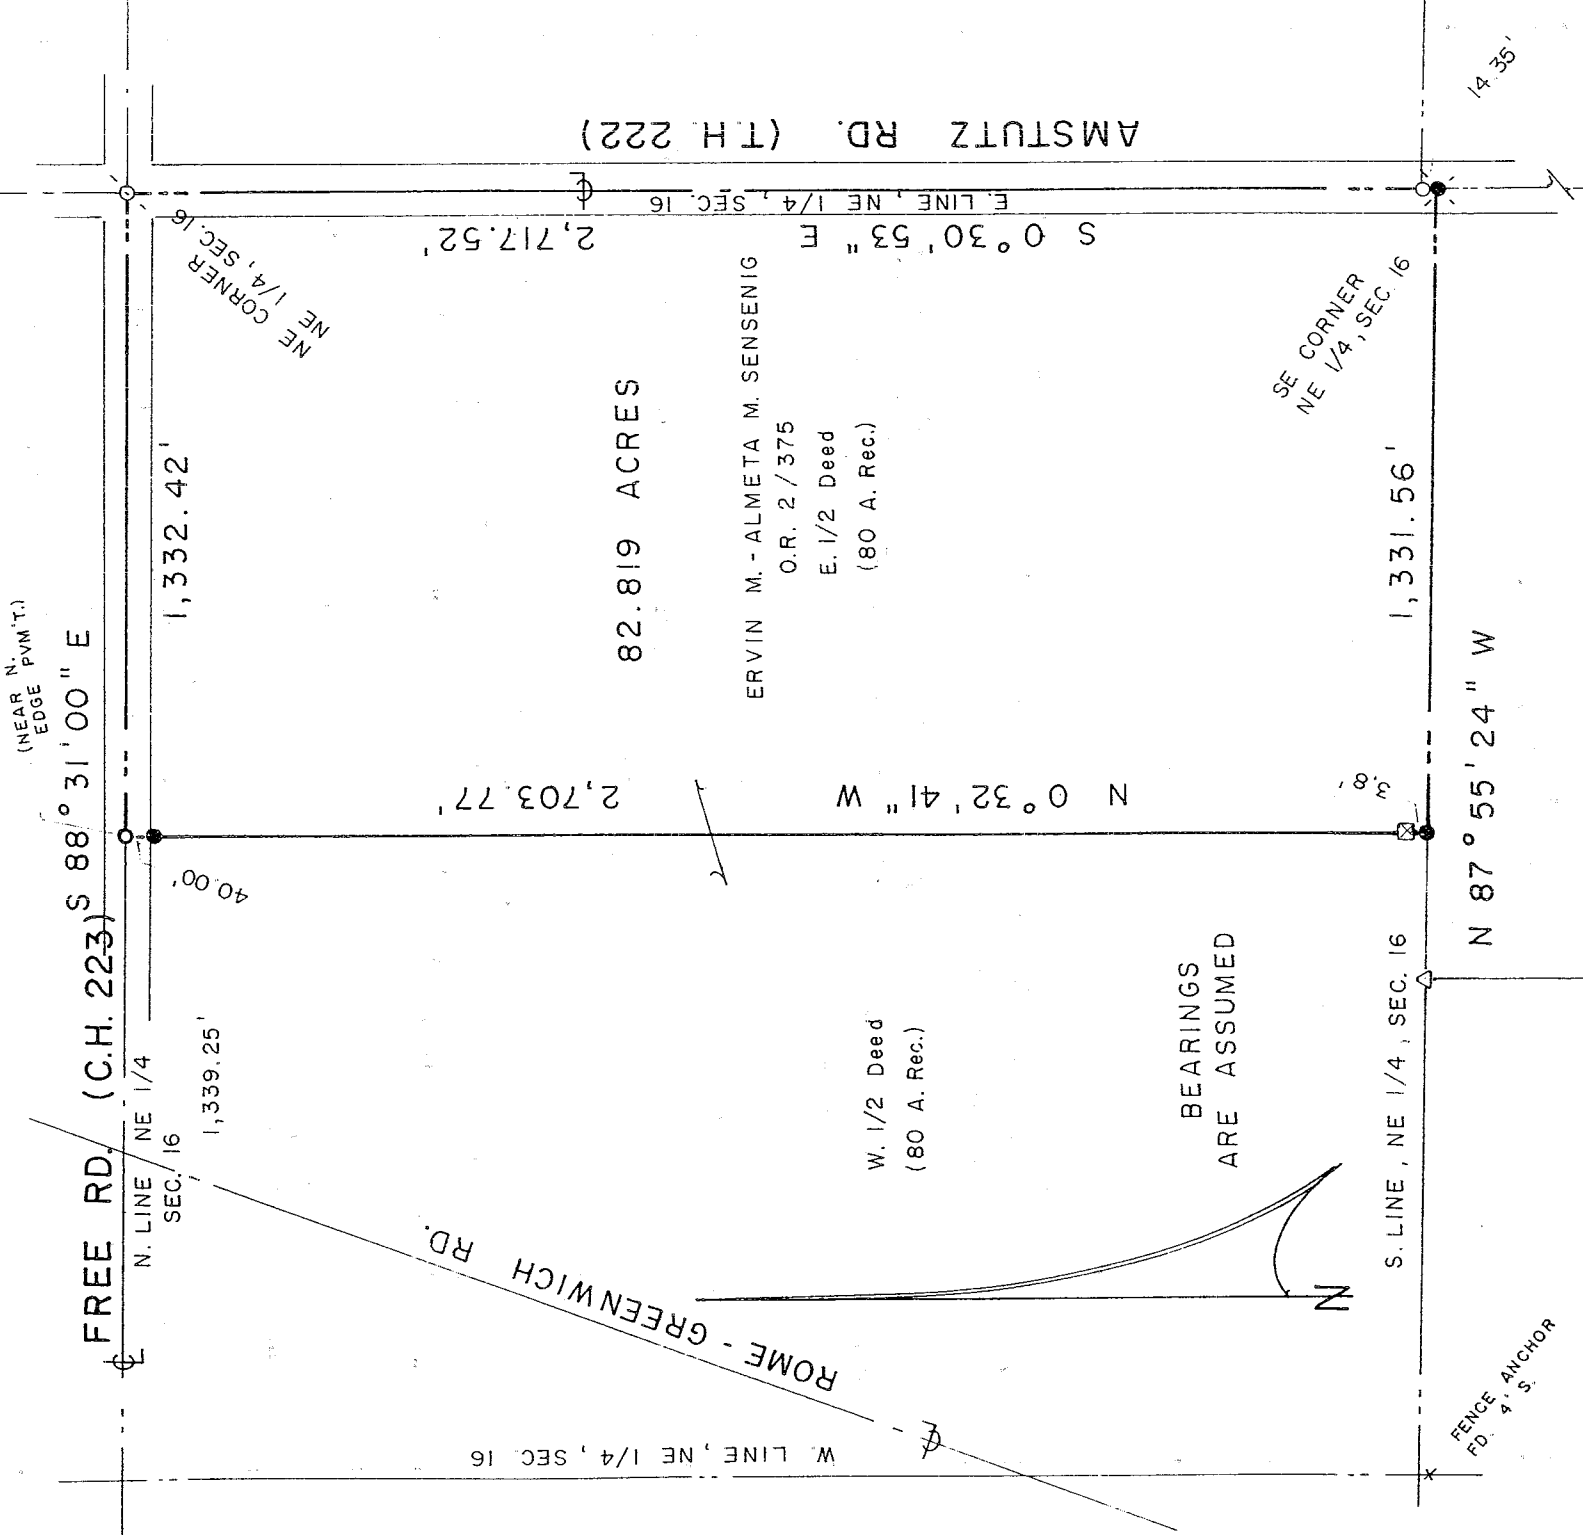 FREE RD. (C.H. 223)
S 88° 31' 00" E
(NEAR N.
EDGE PVM'T.)
N. LINE NE 1/4
SEC. 16
1,339.25'
1,332.42'
40.00'
NE CORNER
NE 1/4, SEC. 16
AMSTUTZ RD. (T.H. 222)
E. LINE, NE 1/4, SEC. 16
S 0° 30' 53" E 2,717.52'
82.819 ACRES
ERVIN M. - ALMETA M. SENSENIG
O.R. 2/375
E. 1/2 Deed
(80 A. Rec.)
N 0° 32' 41" W 2,703.77'
3.8'
ROME - GREENWICH RD.
W. 1/2 Deed
(80 A. Rec.)
BEARINGS
ARE ASSUMED
N
W. LINE, NE 1/4, SEC. 16
S. LINE, NE 1/4, SEC. 16
N 87° 55' 24" W
1,331.56'
SE CORNER
NE 1/4, SEC. 16
14.35'
FENCE ANCHOR
FD. 4' S.